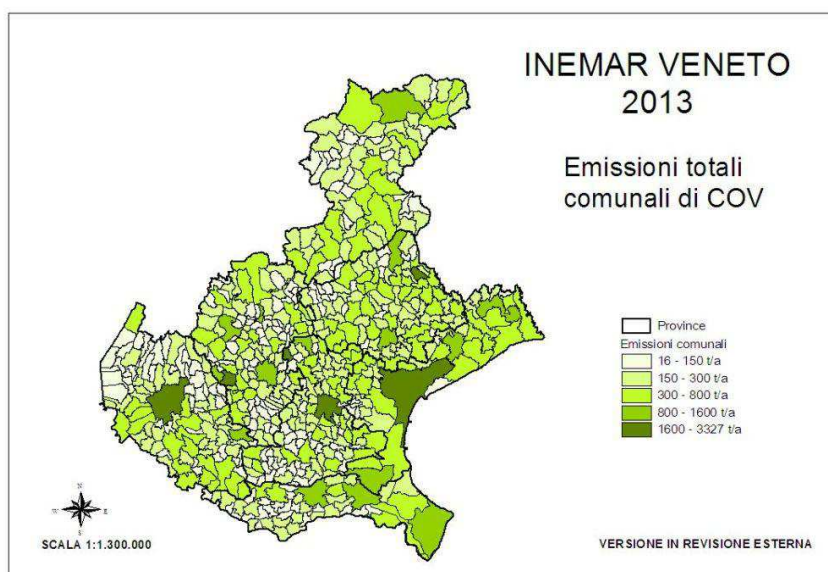 INEMAR VENETO
2013
Emissioni totali
comunali di COV
Province
Emissioni comunali
16 - 150 t/a
150 - 300 t/a
300 - 800 t/a
800 - 1600 t/a
1600 - 3327 t/a
N
W E
S
SCALA 1:1.300.000
VERSIONE IN REVISIONE ESTERNA